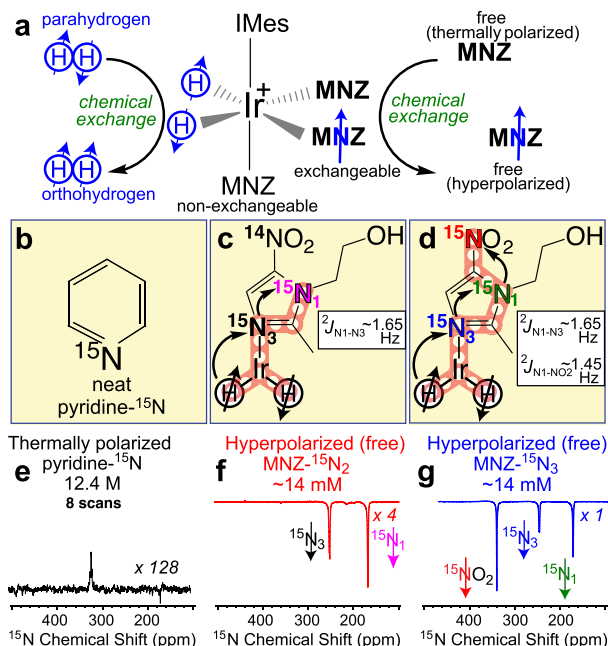 a
parahydrogen
H H
chemical
exchange
HH
orthohydrogen
IMes
H
H
Ir+
MNZ
MNZ
exchangeable
MNZ
non-exchangeable
free
(thermally polarized)
MNZ
chemical
exchange
MNZ
free
(hyperpolarized)
b
15N
neat
pyridine-15N
c
14NO2
OH
15N1
15N3
2JN1-N3~1.65
Hz
Ir
H H
d
15NO2
OH
15N1
15N3
2JN1-N3~1.65
Hz
2JN1-NO2~1.45
Hz
Ir
H H
e
Thermally polarized
pyridine-15N
12.4 M
8 scans
x 128
400 300 200
15N Chemical Shift (ppm)
f
Hyperpolarized (free)
MNZ-15N2
~14 mM
x 4
15N3
15N1
400 300 200
15N Chemical Shift (ppm)
g
Hyperpolarized (free)
MNZ-15N3
~14 mM
x 1
15N3
15NO2
15N1
400 300 200
15N Chemical Shift (ppm)